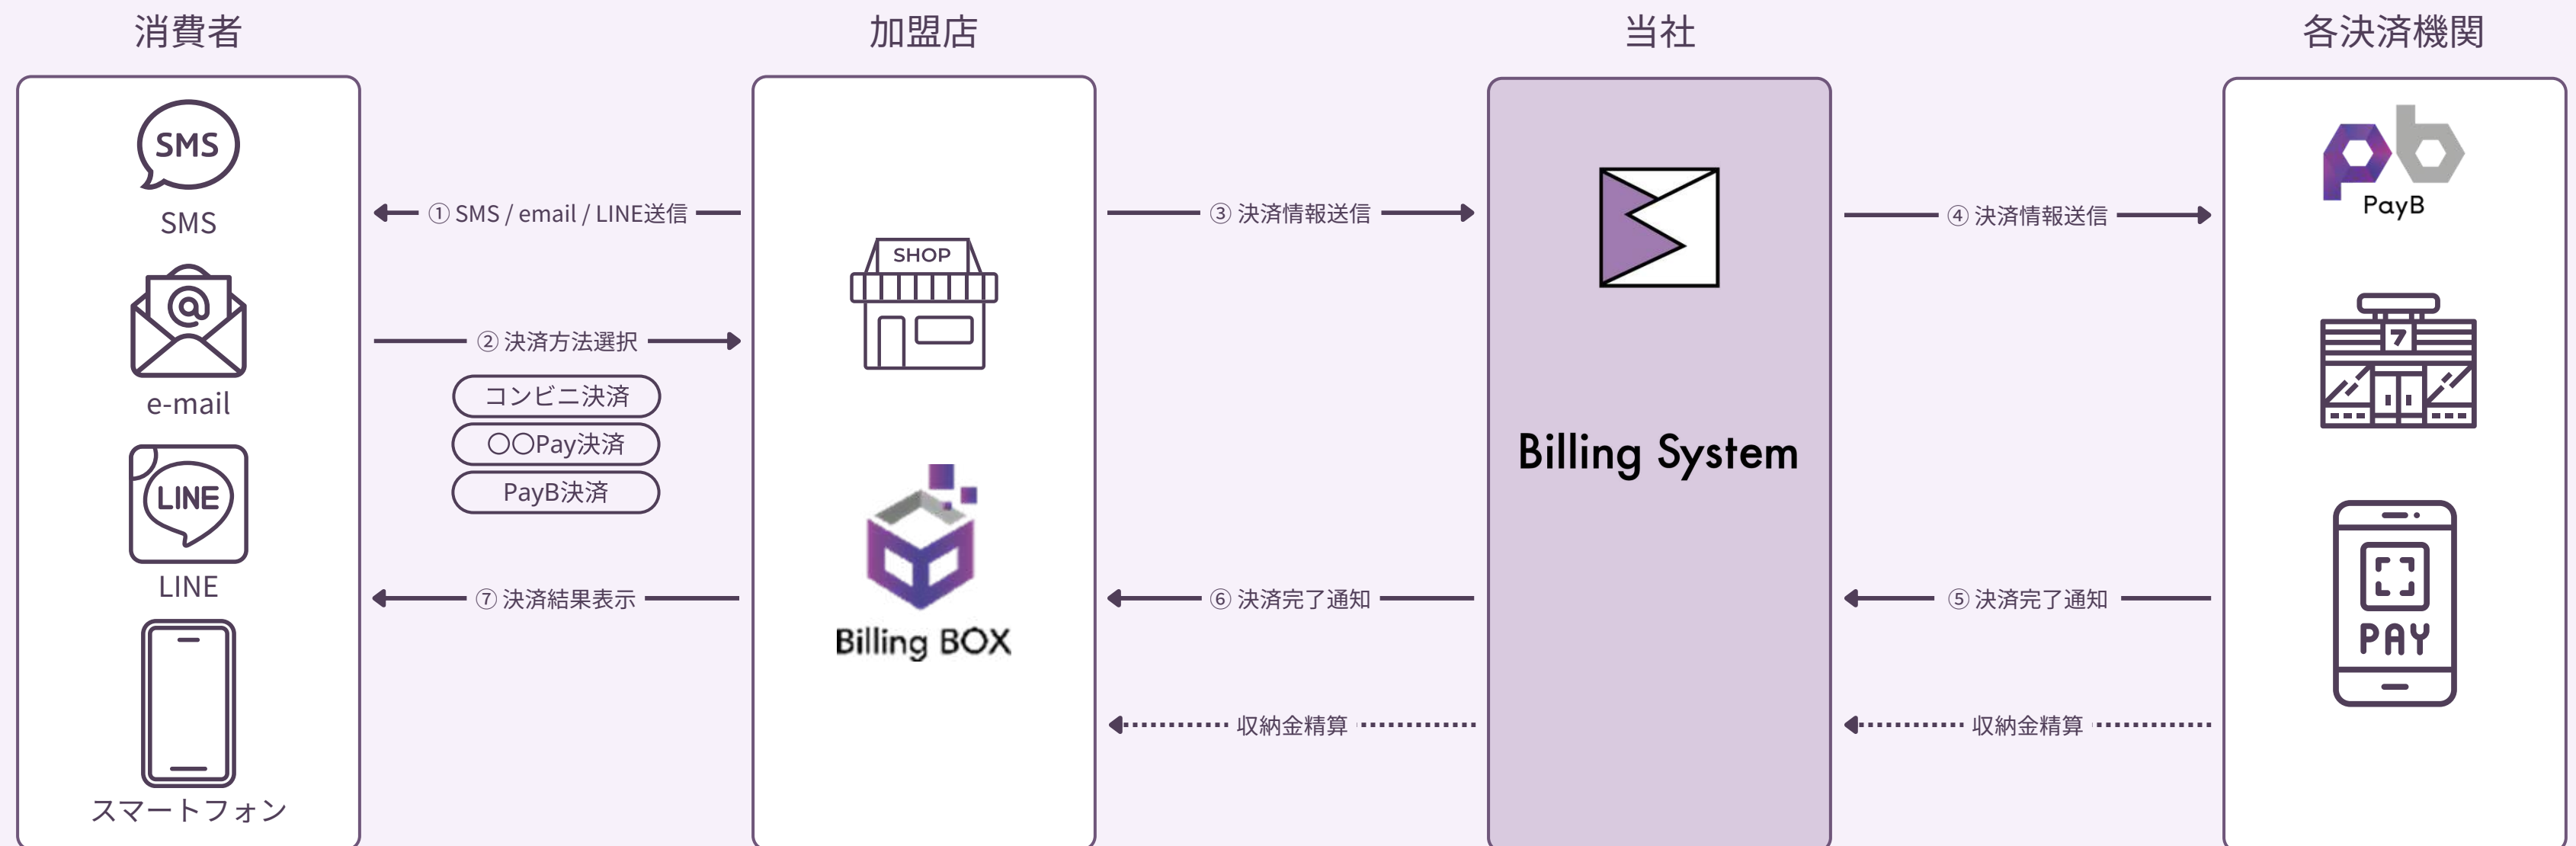 消費者
加盟店
当社
各決済機関
SMS
SMS
@
e-mail
LINE
LINE
スマートフォン
① SMS / email / LINE送信
② 決済方法選択
コンビニ決済
〇〇Pay決済
PayB決済
⑦ 決済結果表示
SHOP
Billing BOX
③ 決済情報送信
⑥ 決済完了通知
収納金精算
Billing System
④ 決済情報送信
⑤ 決済完了通知
収納金精算
pb
PayB
7
PAY